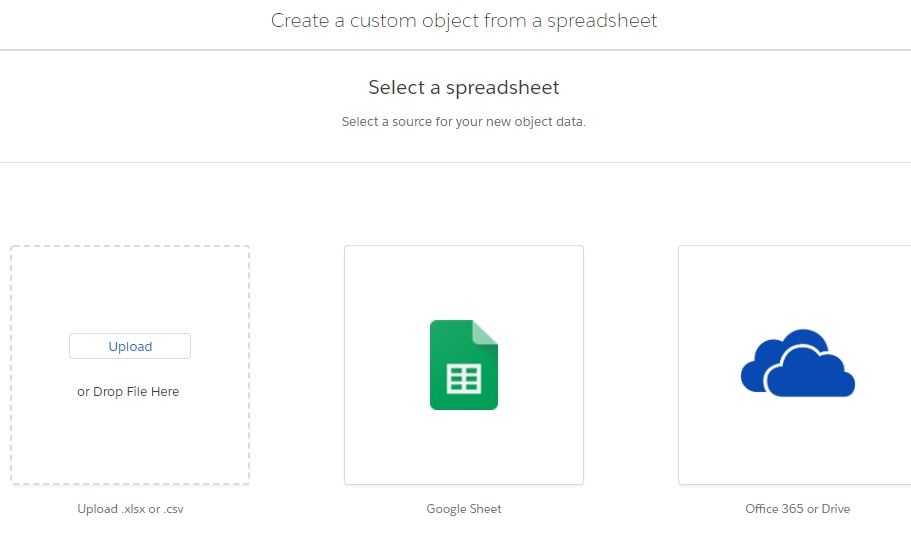 Create a custom object from a spreadsheet
Select a spreadsheet
Select a source for your new object data.
Upload
or Drop File Here
Upload .xlsx or .csv
Google Sheet
Office 365 or Drive